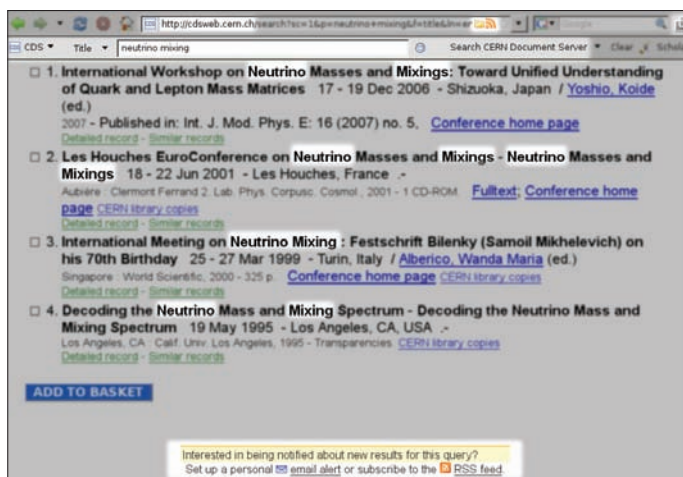 http://cdsweb.cern.ch/search?sc=1&p=neutrino+mixing&f=title&ln=er
CDS Title neutrino mixing Search CERN Document Server Clear Schola
1. International Workshop on Neutrino Masses and Mixings: Toward Unified Understanding
of Quark and Lepton Mass Matrices 17 - 19 Dec 2006 - Shizuoka, Japan / Yoshio, Koide
(ed.)
2007 - Published in: Int. J. Mod. Phys. E: 16 (2007) no. 5, Conference home page
Detailed record - Similar records
2. Les Houches EuroConference on Neutrino Masses and Mixings - Neutrino Masses and
Mixings 18 - 22 Jun 2001 - Les Houches, France .-
Aubière : Clermont Ferrand 2. Lab. Phys. Corpusc. Cosmol., 2001 - 1 CD-ROM. Fulltext; Conference home
page CERN library copies
Detailed record - Similar records
3. International Meeting on Neutrino Mixing : Festschrift Bilenky (Samoil Mikhelevich) on
his 70th Birthday 25 - 27 Mar 1999 - Turin, Italy / Alberico, Wanda Maria (ed.)
Singapore : World Scientific, 2000 - 325 p. Conference home page CERN library copies
Detailed record - Similar records
4. Decoding the Neutrino Mass and Mixing Spectrum - Decoding the Neutrino Mass and
Mixing Spectrum 19 May 1995 - Los Angeles, CA, USA .-
Los Angeles, CA : Calif. Univ. Los Angeles, 1995 - Transparencies. CERN library copies
Detailed record - Similar records
ADD TO BASKET
Interested in being notified about new results for this query?
Set up a personal email alert or subscribe to the RSS feed.